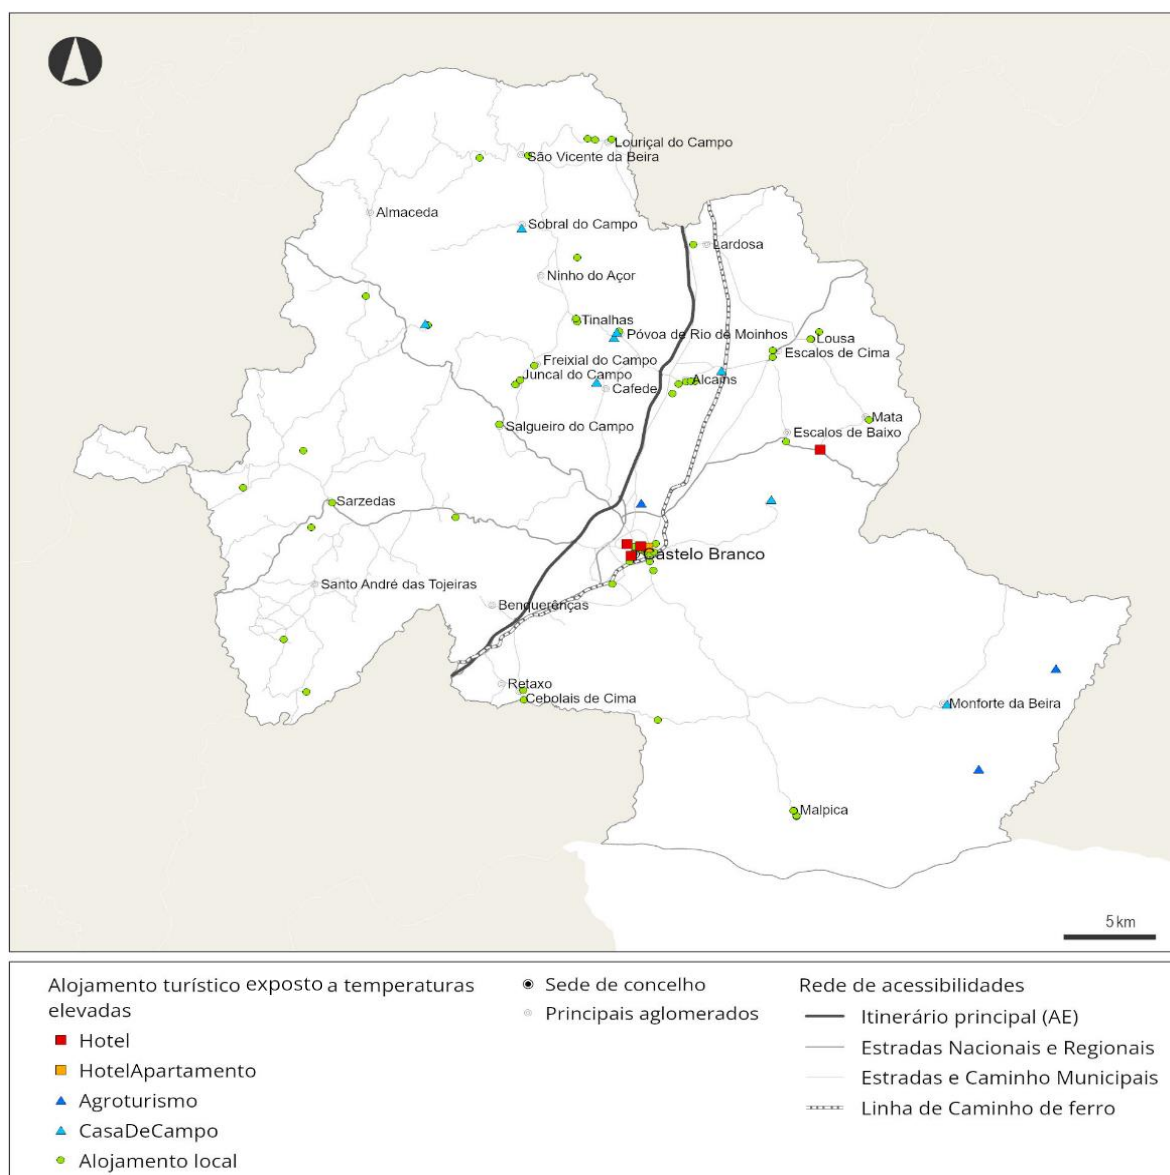 Louriçal do Campo
São Vicente da Beira
Almaceda
Sobral do Campo
Lardosa
Ninho do Açor
Tinalhas
Póvoa de Rio de Moinhos
Lousa
Escalos de Cima
Freixial do Campo
Juncal do Campo
Cafede
Alcains
Mata
Salgueiro do Campo
Escalos de Baixo
Sarzedas
Castelo Branco
Santo André das Tojeiras
Benquerênças
Retaxo
Cebolais de Cima
Monforte da Beira
Malpica
5 km
Alojamento turístico exposto a temperaturas
elevadas
Hotel
HotelApartamento
Agroturismo
CasaDeCampo
Alojamento local
Sede de concelho
Principais aglomerados
Rede de acessibilidades
Itinerário principal (AE)
Estradas Nacionais e Regionais
Estradas e Caminho Municipais
Linha de Caminho de ferro